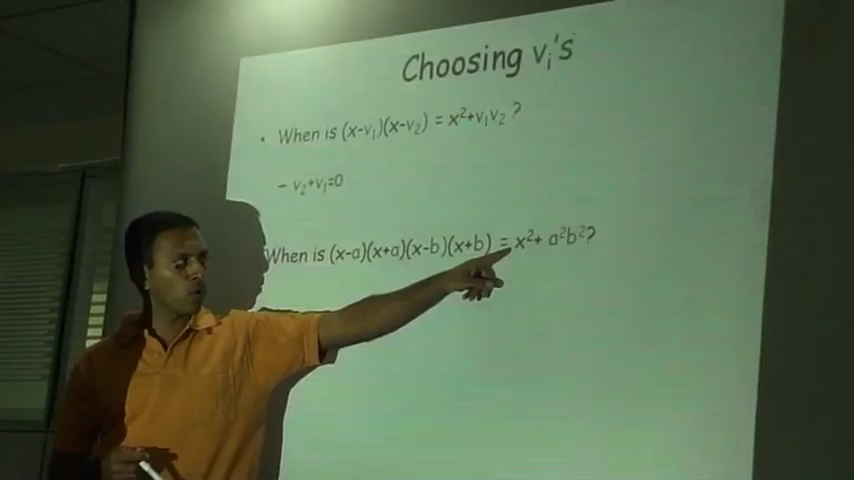 Choosing vᵢ's
• When is (x-v₁)(x-v₂) = x²+v₁v₂ ?
– v₂+v₁=0
When is (x-a)(x+a)(x-b)(x+b) = x²+ a²b²?